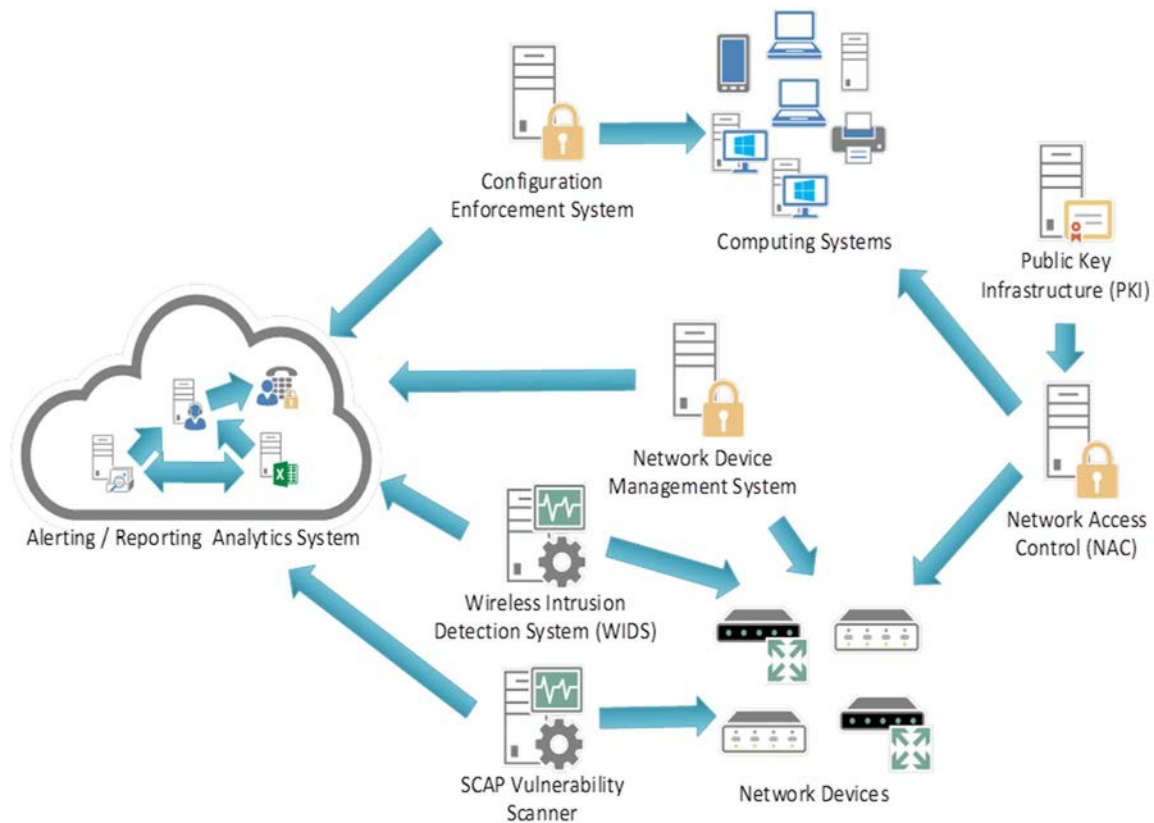 Configuration
Enforcement System
Computing Systems
Public Key
Infrastructure (PKI)
Network Device
Management System
Network Access
Control (NAC)
Alerting / Reporting Analytics System
Wireless Intrusion
Detection System (WIDS)
SCAP Vulnerability
Scanner
Network Devices